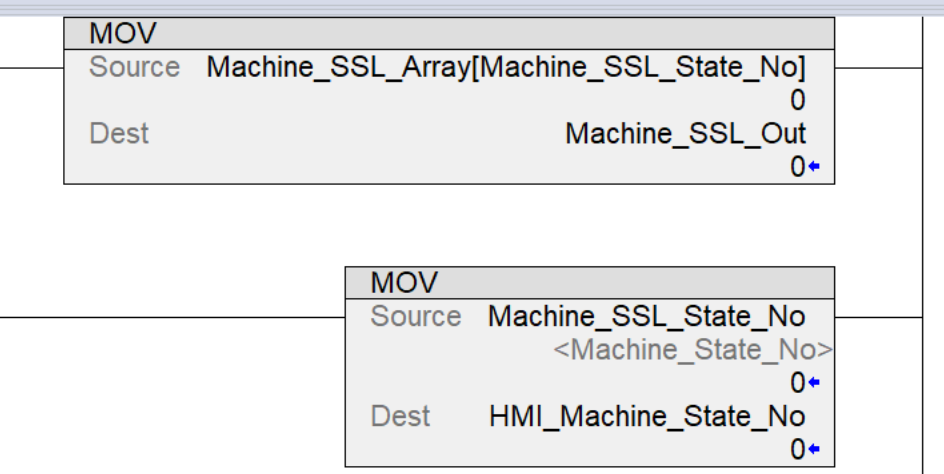 MOV
Source Machine_SSL_Array[Machine_SSL_State_No]
0
Dest Machine_SSL_Out
0
MOV
Source Machine_SSL_State_No
<Machine_State_No>
0
Dest HMI_Machine_State_No
0